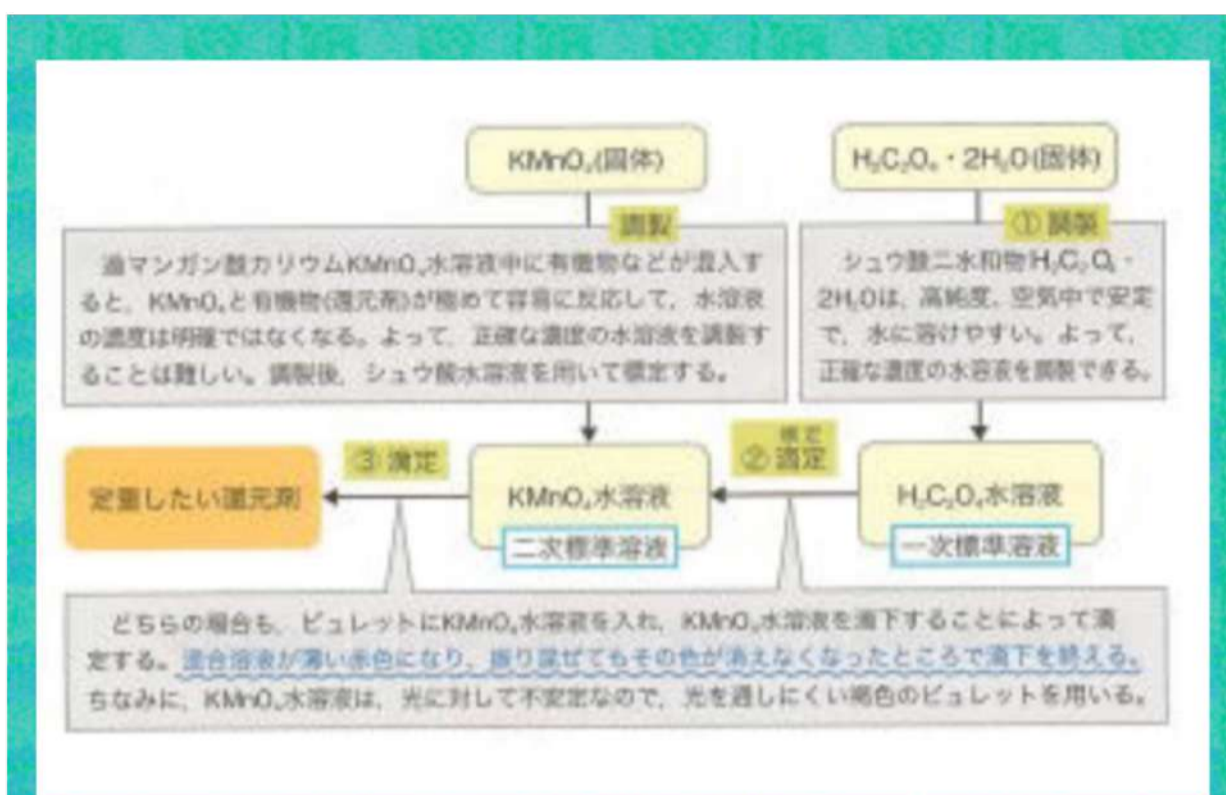 KMnO₄(固体)
H₂C₂O₄・2H₂O(固体)
調製
① 調製
過マンガン酸カリウムKMnO₄水溶液中に有機物などが混入す
ると，KMnO₄と有機物(還元剤)が極めて容易に反応して，水溶液
の濃度は明確ではなくなる。よって，正確な濃度の水溶液を調製す
ることは難しい。調製後，シュウ酸水溶液を用いて標定する。
シュウ酸二水和物H₂C₂O₄・
2H₂Oは，高純度，空気中で安定
で，水に溶けやすい。よって，
正確な濃度の水溶液を調製できる。
定量したい還元剤
③ 滴定
KMnO₄水溶液
二次標準溶液
標定
② 滴定
H₂C₂O₄水溶液
一次標準溶液
どちらの場合も，ビュレットにKMnO₄水溶液を入れ，KMnO₄水溶液を滴下することによって滴
定する。混合溶液が薄い赤色になり，振り混ぜてもその色が消えなくなったところで滴下を終える。
ちなみに，KMnO₄水溶液は，光に対して不安定なので，光を通しにくい褐色のビュレットを用いる。